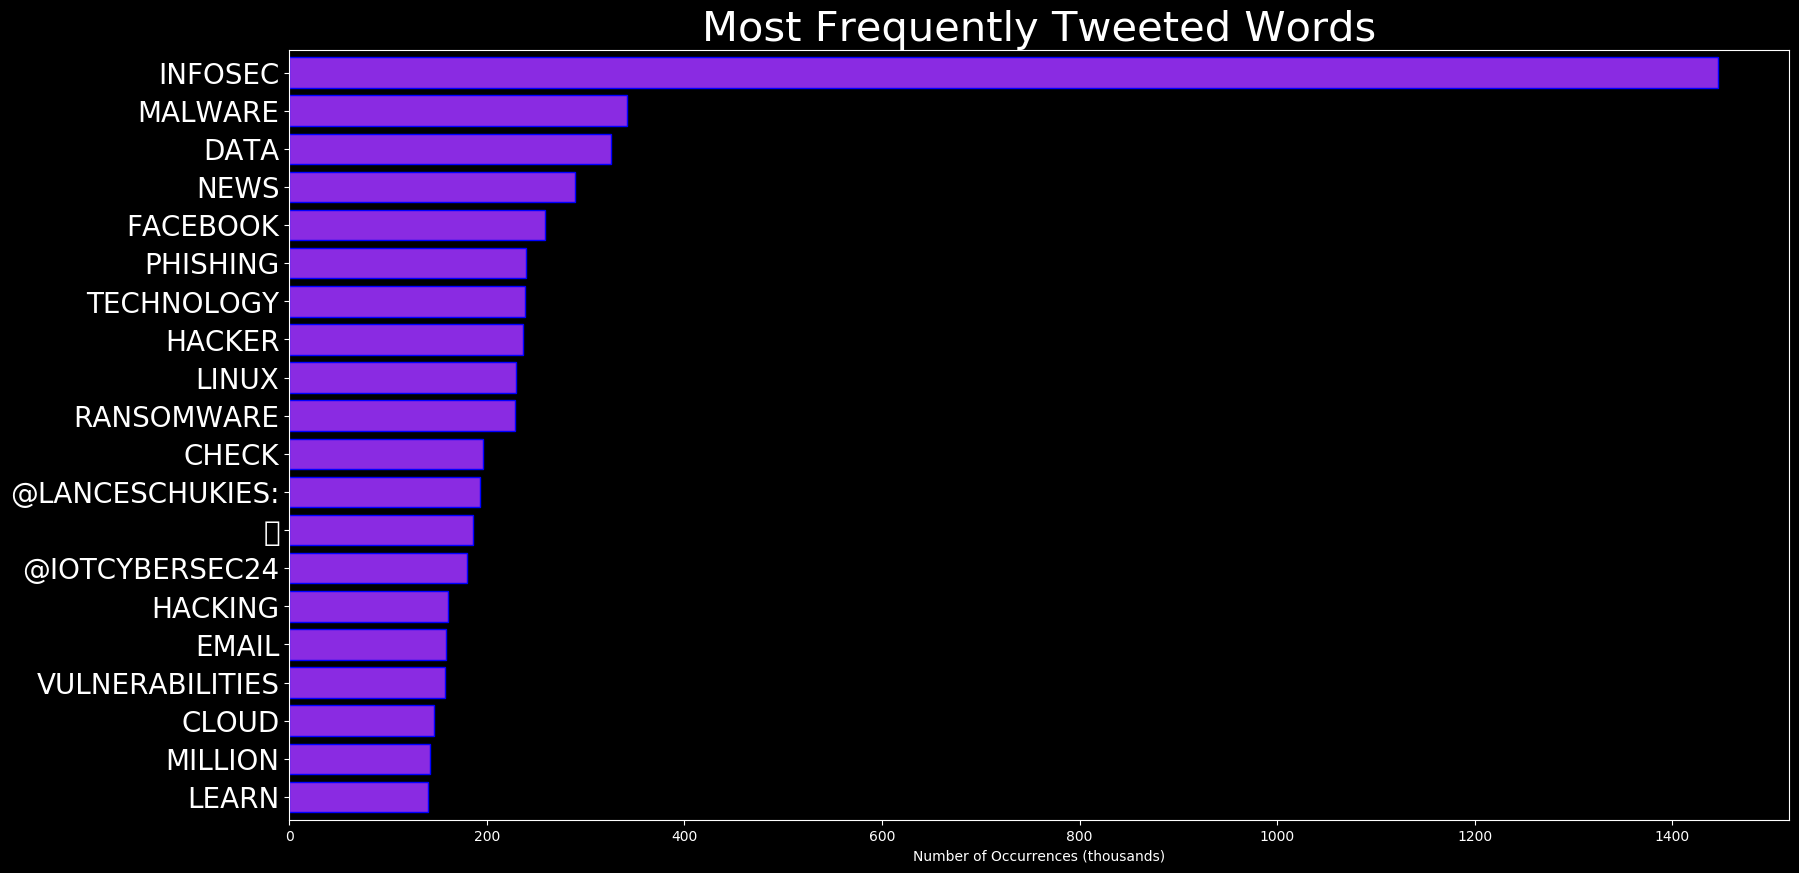 Most Frequently Tweeted Words
INFOSEC
MALWARE
DATA
NEWS
FACEBOOK
PHISHING
TECHNOLOGY
HACKER
LINUX
RANSOMWARE
CHECK
@LANCESCHUKIES:
@IOTCYBERSEC24
HACKING
EMAIL
VULNERABILITIES
CLOUD
MILLION
LEARN
0 200 400 600 800 1000 1200 1400
Number of Occurrences (thousands)